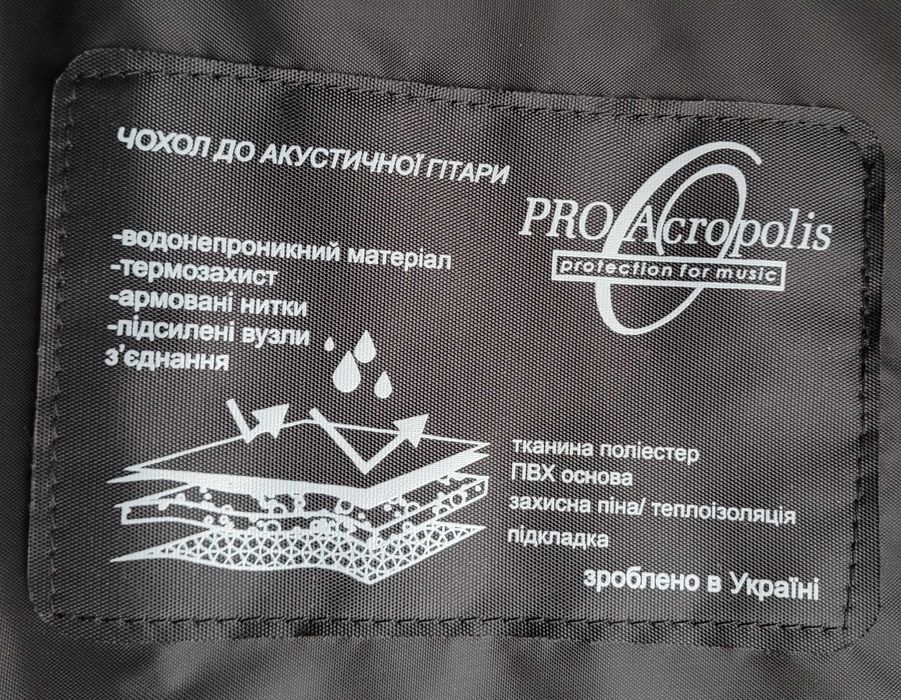 ЧОХОЛ ДО АКУСТИЧНОЇ ГІТАРИ
PRO Acropolis
protection for music
-водонепроникний матеріал
-термозахист
-армовані нитки
-підсилені вузли
з’єднання
тканина поліестер
ПВХ основа
захисна піна/ теплоізоляція
підкладка
зроблено в Україні